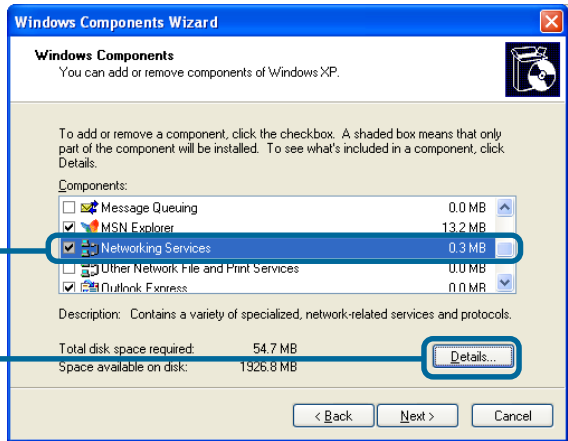 Windows Components Wizard
Windows Components
You can add or remove components of Windows XP.
To add or remove a component, click the checkbox. A shaded box means that only
part of the component will be installed. To see what's included in a component, click
Details.
Components:
Message Queuing 0.0 MB
MSN Explorer 13.2 MB
Networking Services 0.3 MB
Other Network File and Print Services 0.0 MB
Outlook Express 0.0 MB
Description: Contains a variety of specialized, network-related services and protocols.
Total disk space required: 54.7 MB
Space available on disk: 1926.8 MB
Details...
< Back Next > Cancel